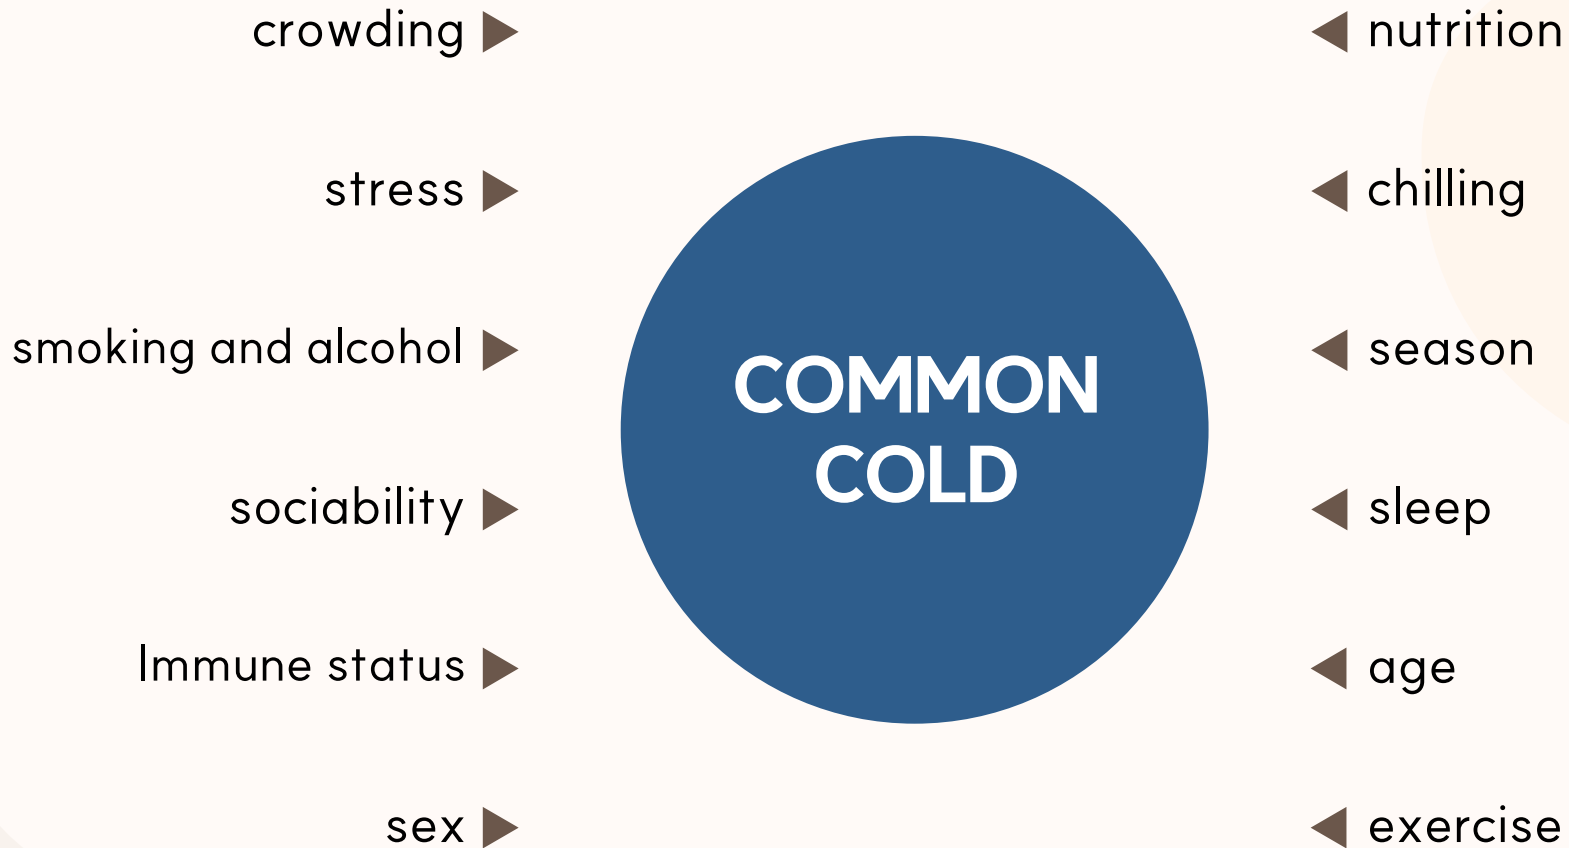 crowding
stress
smoking and alcohol
sociability
Immune status
sex
COMMON
COLD
nutrition
chilling
season
sleep
age
exercise